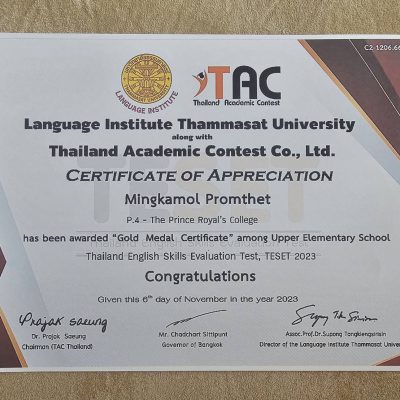 C2-1206.66
LANGUAGE INSTITUTE
TAC
Thailand Academic Contest
Language Institute Thammasat University
along with
Thailand Academic Contest Co., Ltd.
CERTIFICATE OF APPRECIATION
Mingkamol Promthet
P.4 - The Prince Royal's College
has been awarded "Gold Medal Certificate" among Upper Elementary School
Thailand English Skills Evaluation Test, TESET 2023
Congratulations
Given this 6th day of November in the year 2023
Prajak Saeung
Dr. Prajak Saeung
Chairman (TAC Thailand)
Mr. Chadchart Sittipunt
Governor of Bangkok
Assoc.Prof.Dr.Supong Tangkiengsirisin
Director of the Language Institute Thammasat Univer